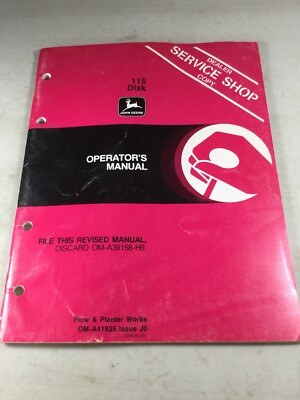 115
Disk
JOHN DEERE
DEALER
SERVICE SHOP
COPY
OPERATOR'S
MANUAL
FILE THIS REVISED MANUAL.
DISCARD OM-A39168-H9.
Plow & Planter Works
OM-A41935 Issue J0